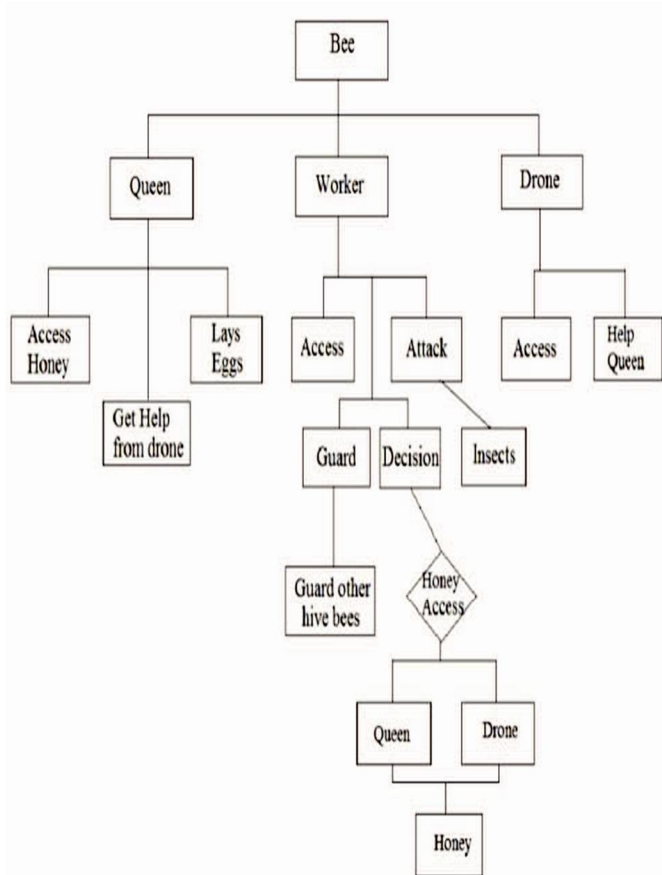 Bee
Queen
Worker
Drone
Access
Honey
Lays
Eggs
Access
Attack
Access
Help
Queen
Get Help
from drone
Guard
Decision
Insects
Guard other
hive bees
Honey
Access
Queen
Drone
Honey